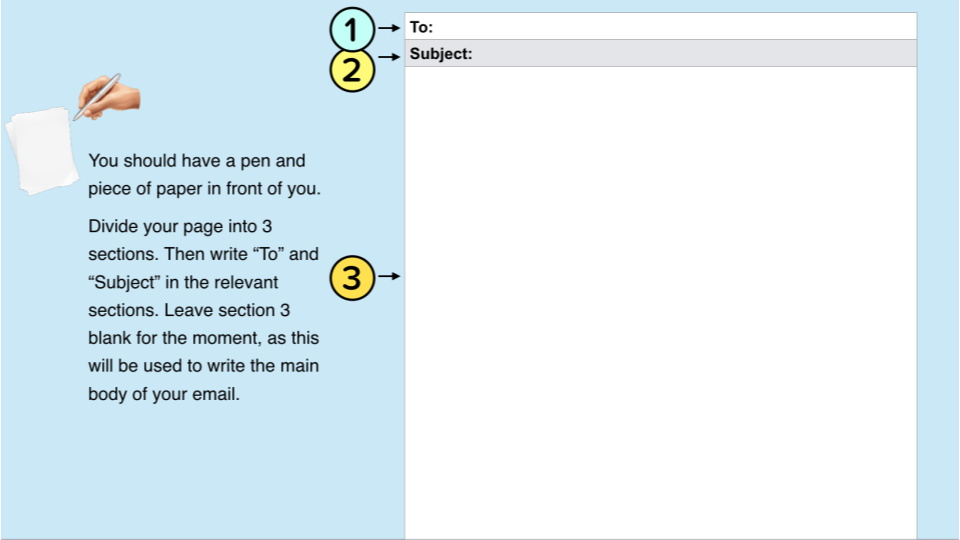 1
To:
2
Subject:
You should have a pen and
piece of paper in front of you.
Divide your page into 3
sections. Then write “To” and
“Subject” in the relevant
sections. Leave section 3
blank for the moment, as this
will be used to write the main
body of your email.
3